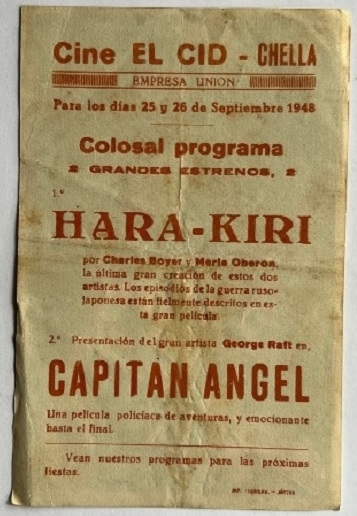 Cine EL CID - CHELLA
EMPRESA UNION
Para los días 25 y 26 de Septiembre 1948
Colosal programa
2 GRANDES ESTRENOS, 2
1.º
HARA-KIRI
por Charles Boyer y Merle Oberon,
la última gran creación de estos dos
artistas. Los episodios de la guerra ruso-
japonesa están fielmente descritos en es-
ta gran película.
2.º Presentación del gran artista George Raft en,
CAPITAN ANGEL
Una película policíaca de aventuras, y emocionante
hasta el final.
Vean nuestros programas para las próximas
fiestas.